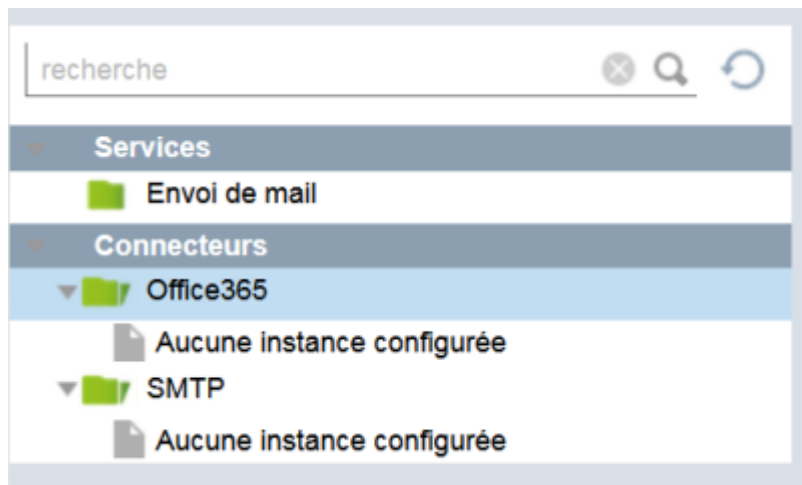 recherche
Services
Envoi de mail
Connecteurs
Office365
Aucune instance configurée
SMTP
Aucune instance configurée